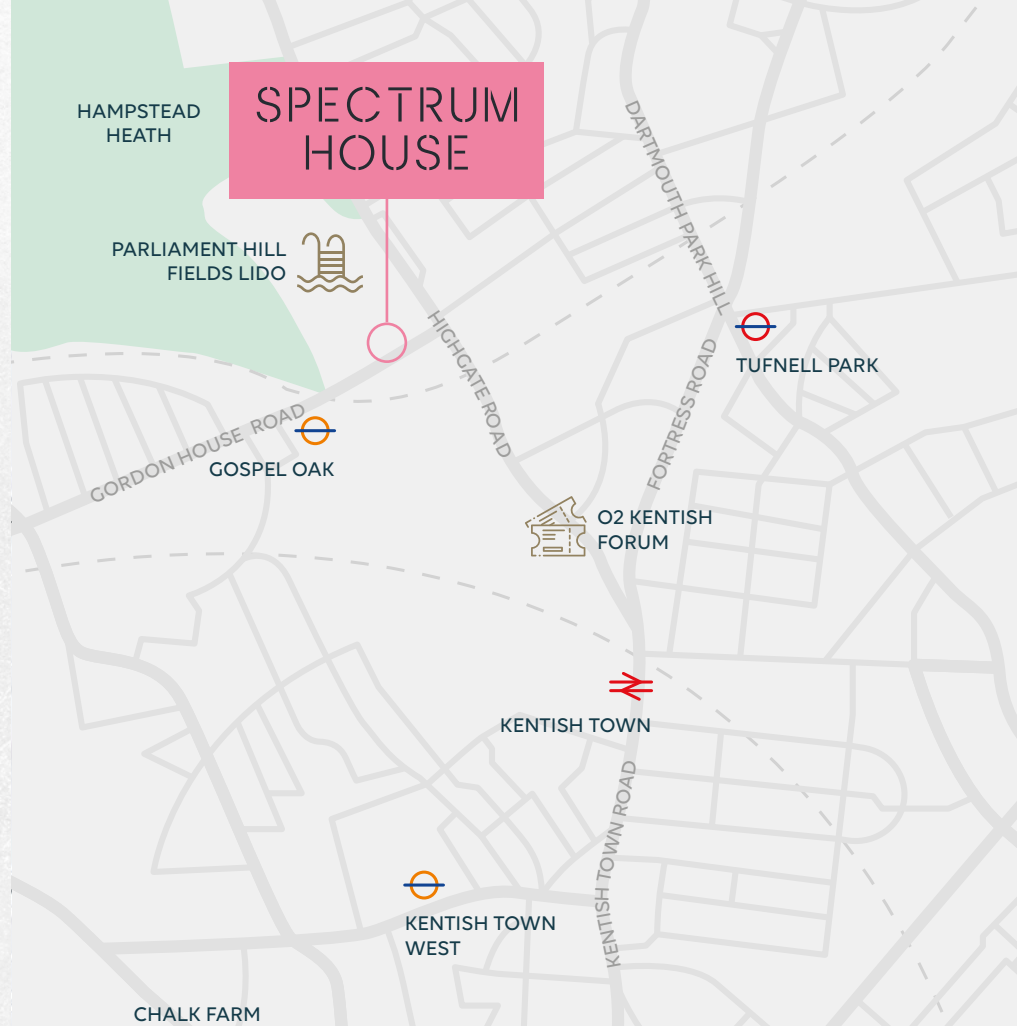 HAMPSTEAD
HEATH
SPECTRUM
HOUSE
DARTMOUTH PARK HILL
PARLIAMENT HILL
FIELDS LIDO
HIGHGATE ROAD
TUFNELL PARK
FORTRESS ROAD
GORDON HOUSE ROAD
GOSPEL OAK
O2 KENTISH
FORUM
KENTISH TOWN
KENTISH TOWN ROAD
KENTISH TOWN
WEST
CHALK FARM